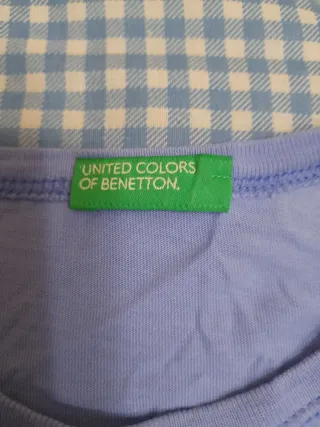 UNITED COLORS
OF BENETTON.